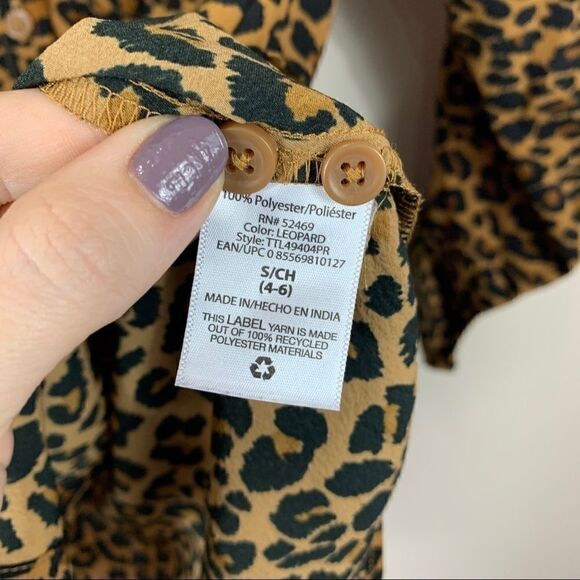 100% Polyester/Poliéster
RN# 52469
Color: LEOPARD
Style: TTL49404PR
EAN/UPC 0 85569810127
S/CH
(4-6)
MADE IN/HECHO EN INDIA
THIS LABEL YARN IS MADE
OUT OF 100% RECYCLED
POLYESTER MATERIALS